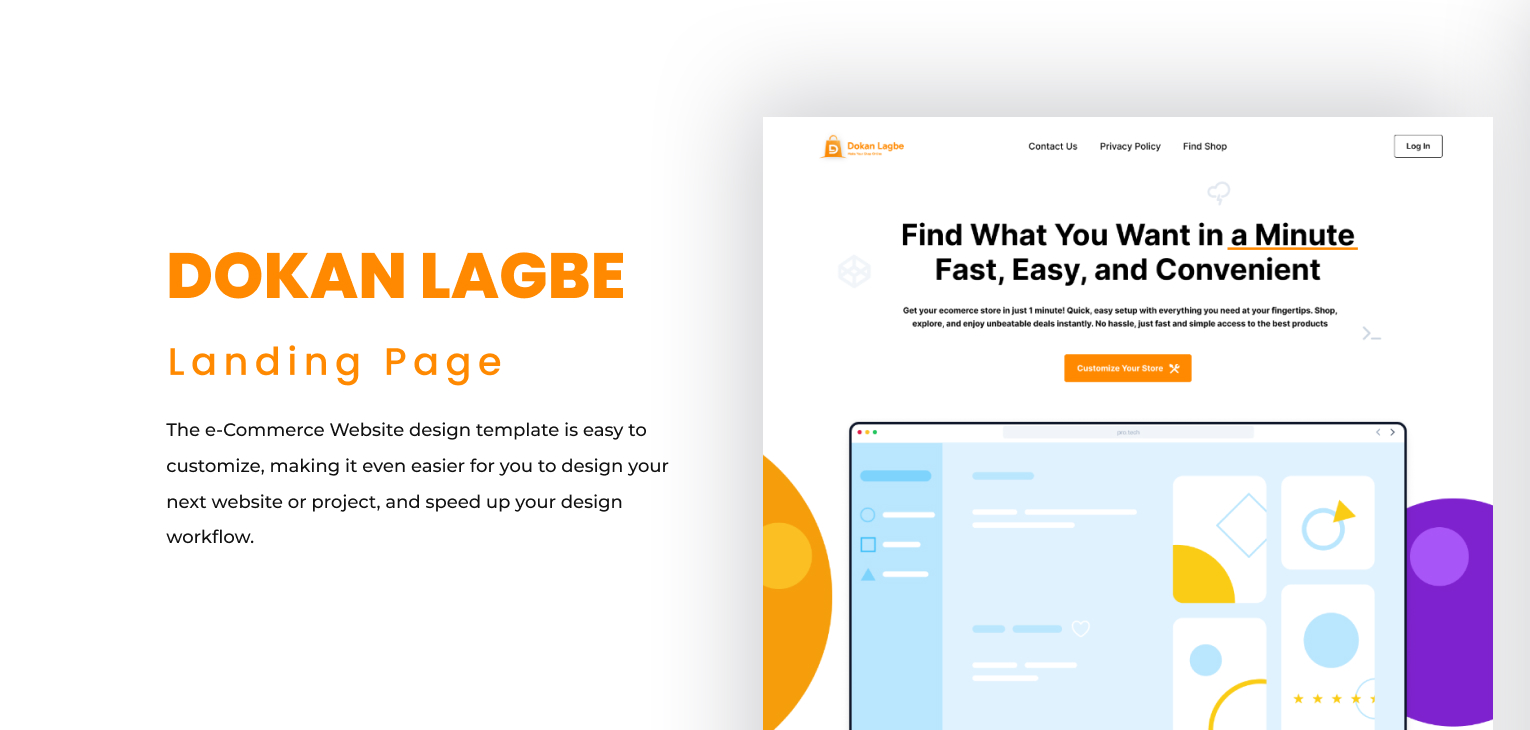 DOKAN LAGBE
Landing Page
The e-Commerce Website design template is easy to
customize, making it even easier for you to design your
next website or project, and speed up your design
workflow.
Dokan Lagbe
Contact Us
Privacy Policy
Find Shop
Log In
Find What You Want in a Minute
Fast, Easy, and Convenient
Get your ecomerce store in just 1 minute! Quick, easy setup with everything you need at your fingertips. Shop,
explore, and enjoy unbeatable deals instantly. No hassle, just fast and simple access to the best products
Customize Your Store
pro.tech